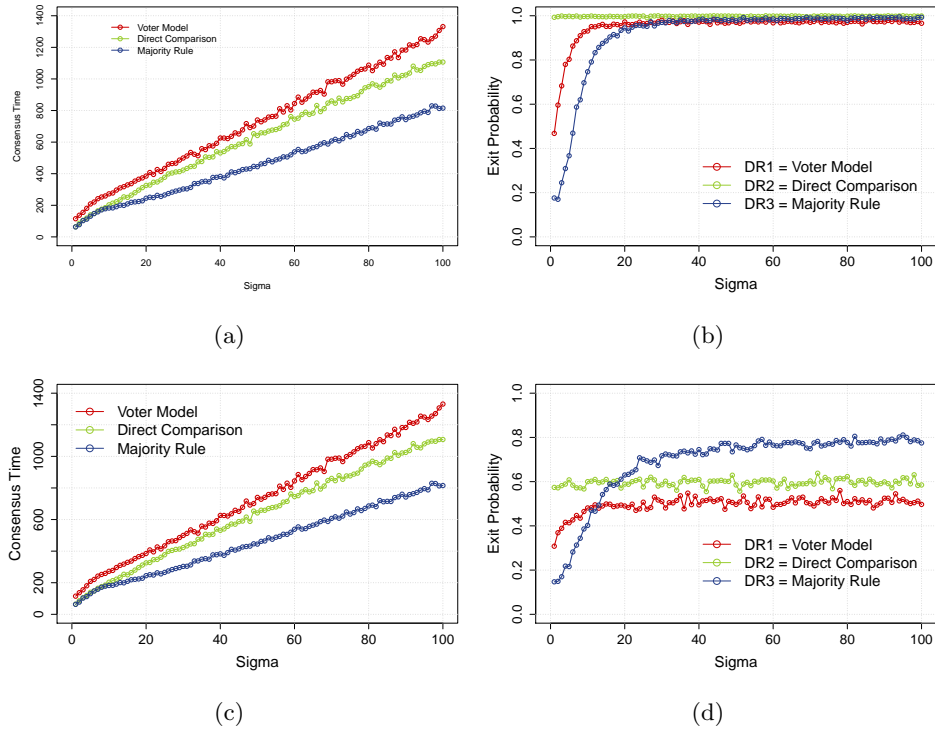 Consensus Time
0
200
400
600
800
1000
1200
1400
Voter Model
Direct Comparison
Majority Rule
0
20
40
60
80
100
Sigma
(a)
Exit Probability
0.0
0.2
0.4
0.6
0.8
1.0
DR1 = Voter Model
DR2 = Direct Comparison
DR3 = Majority Rule
0
20
40
60
80
100
Sigma
(b)
Consensus Time
0
200
600
1000
1400
Voter Model
Direct Comparison
Majority Rule
0
20
40
60
80
100
Sigma
(c)
Exit Probability
0.0
0.2
0.4
0.6
0.8
1.0
DR1 = Voter Model
DR2 = Direct Comparison
DR3 = Majority Rule
0
20
40
60
80
100
Sigma
(d)